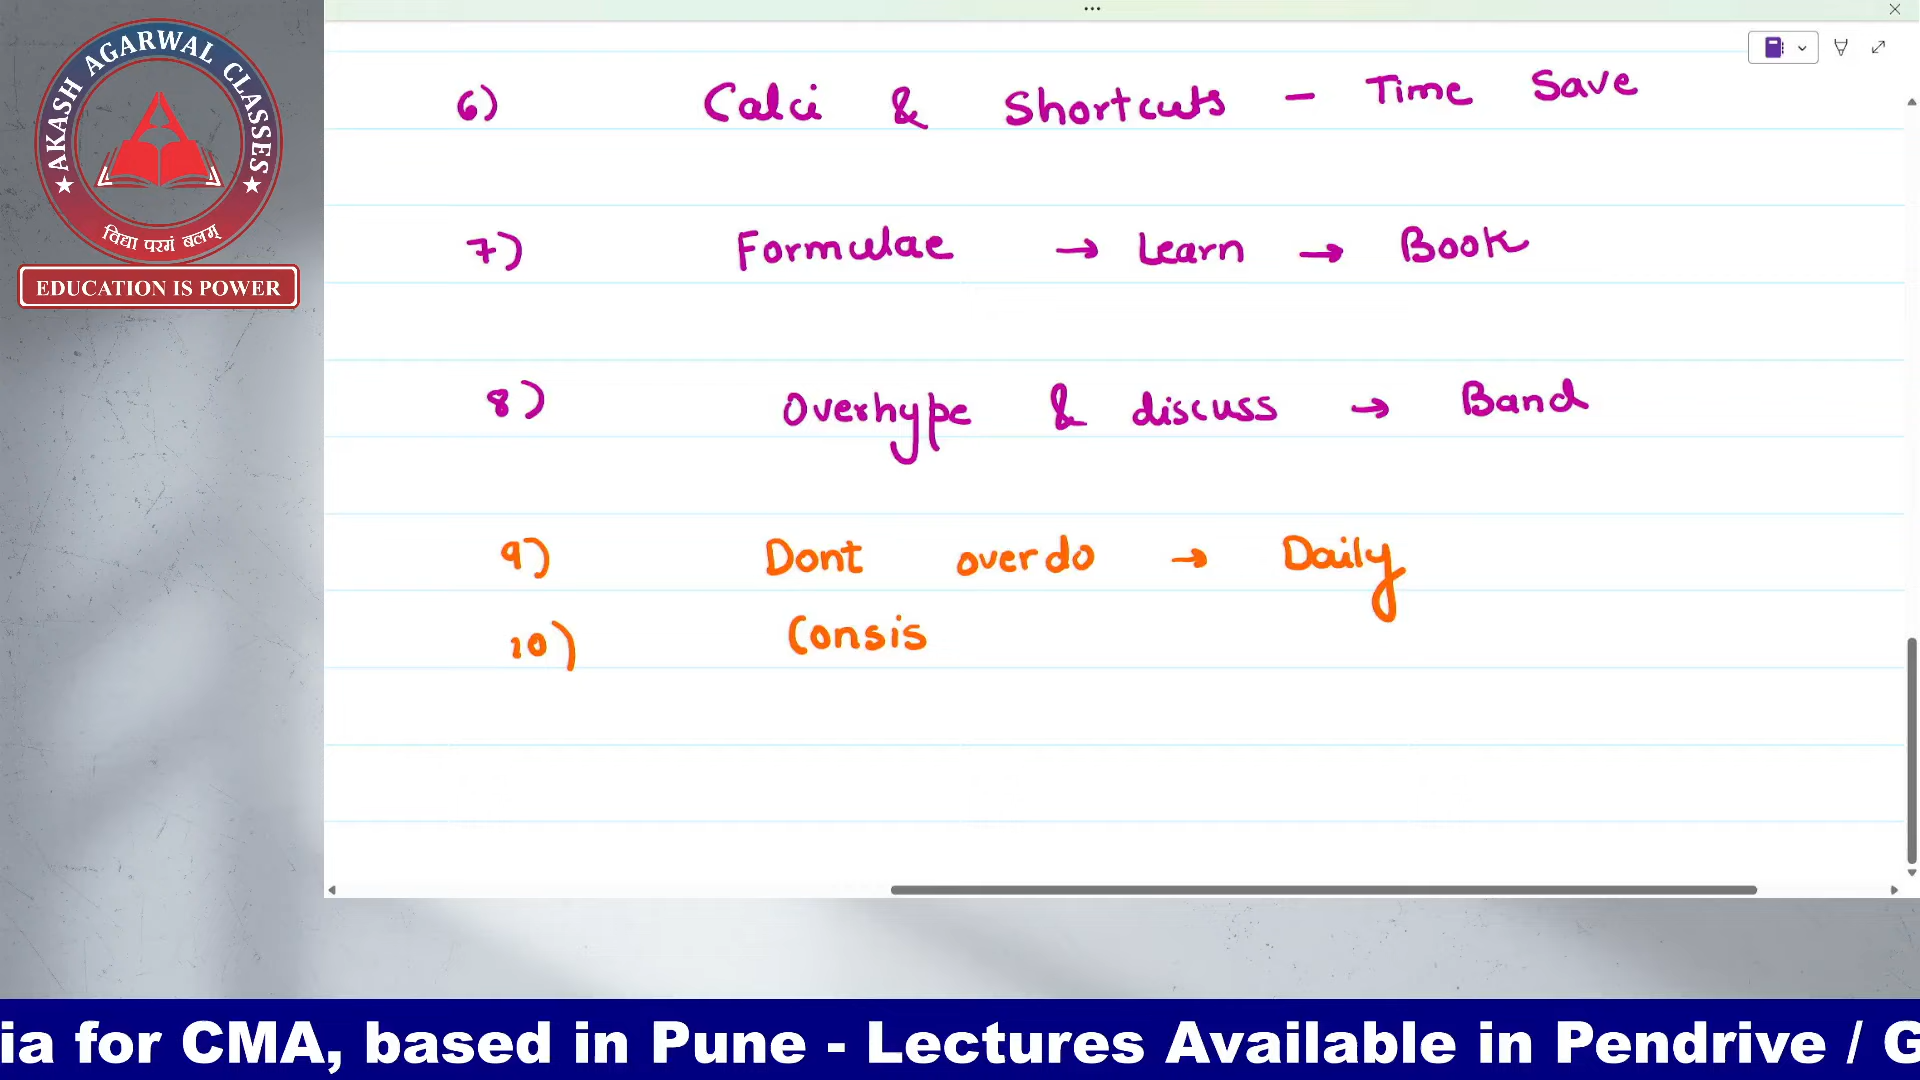 AKASH AGARWAL CLASSES
विद्या परमं बलम्
EDUCATION IS POWER
6) Calci & Shortcuts - Time Save
7) Formulae → Learn → Book
8) Overhype & discuss → Band
9) Dont overdo → Daily
10) Consis
ia for CMA, based in Pune - Lectures Available in Pendrive / G